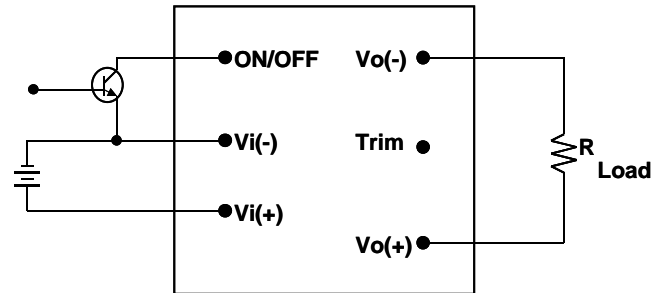 ON/OFF Vo(-)
Vi(-) Trim
R
Load
Vi(+)
Vo(+)